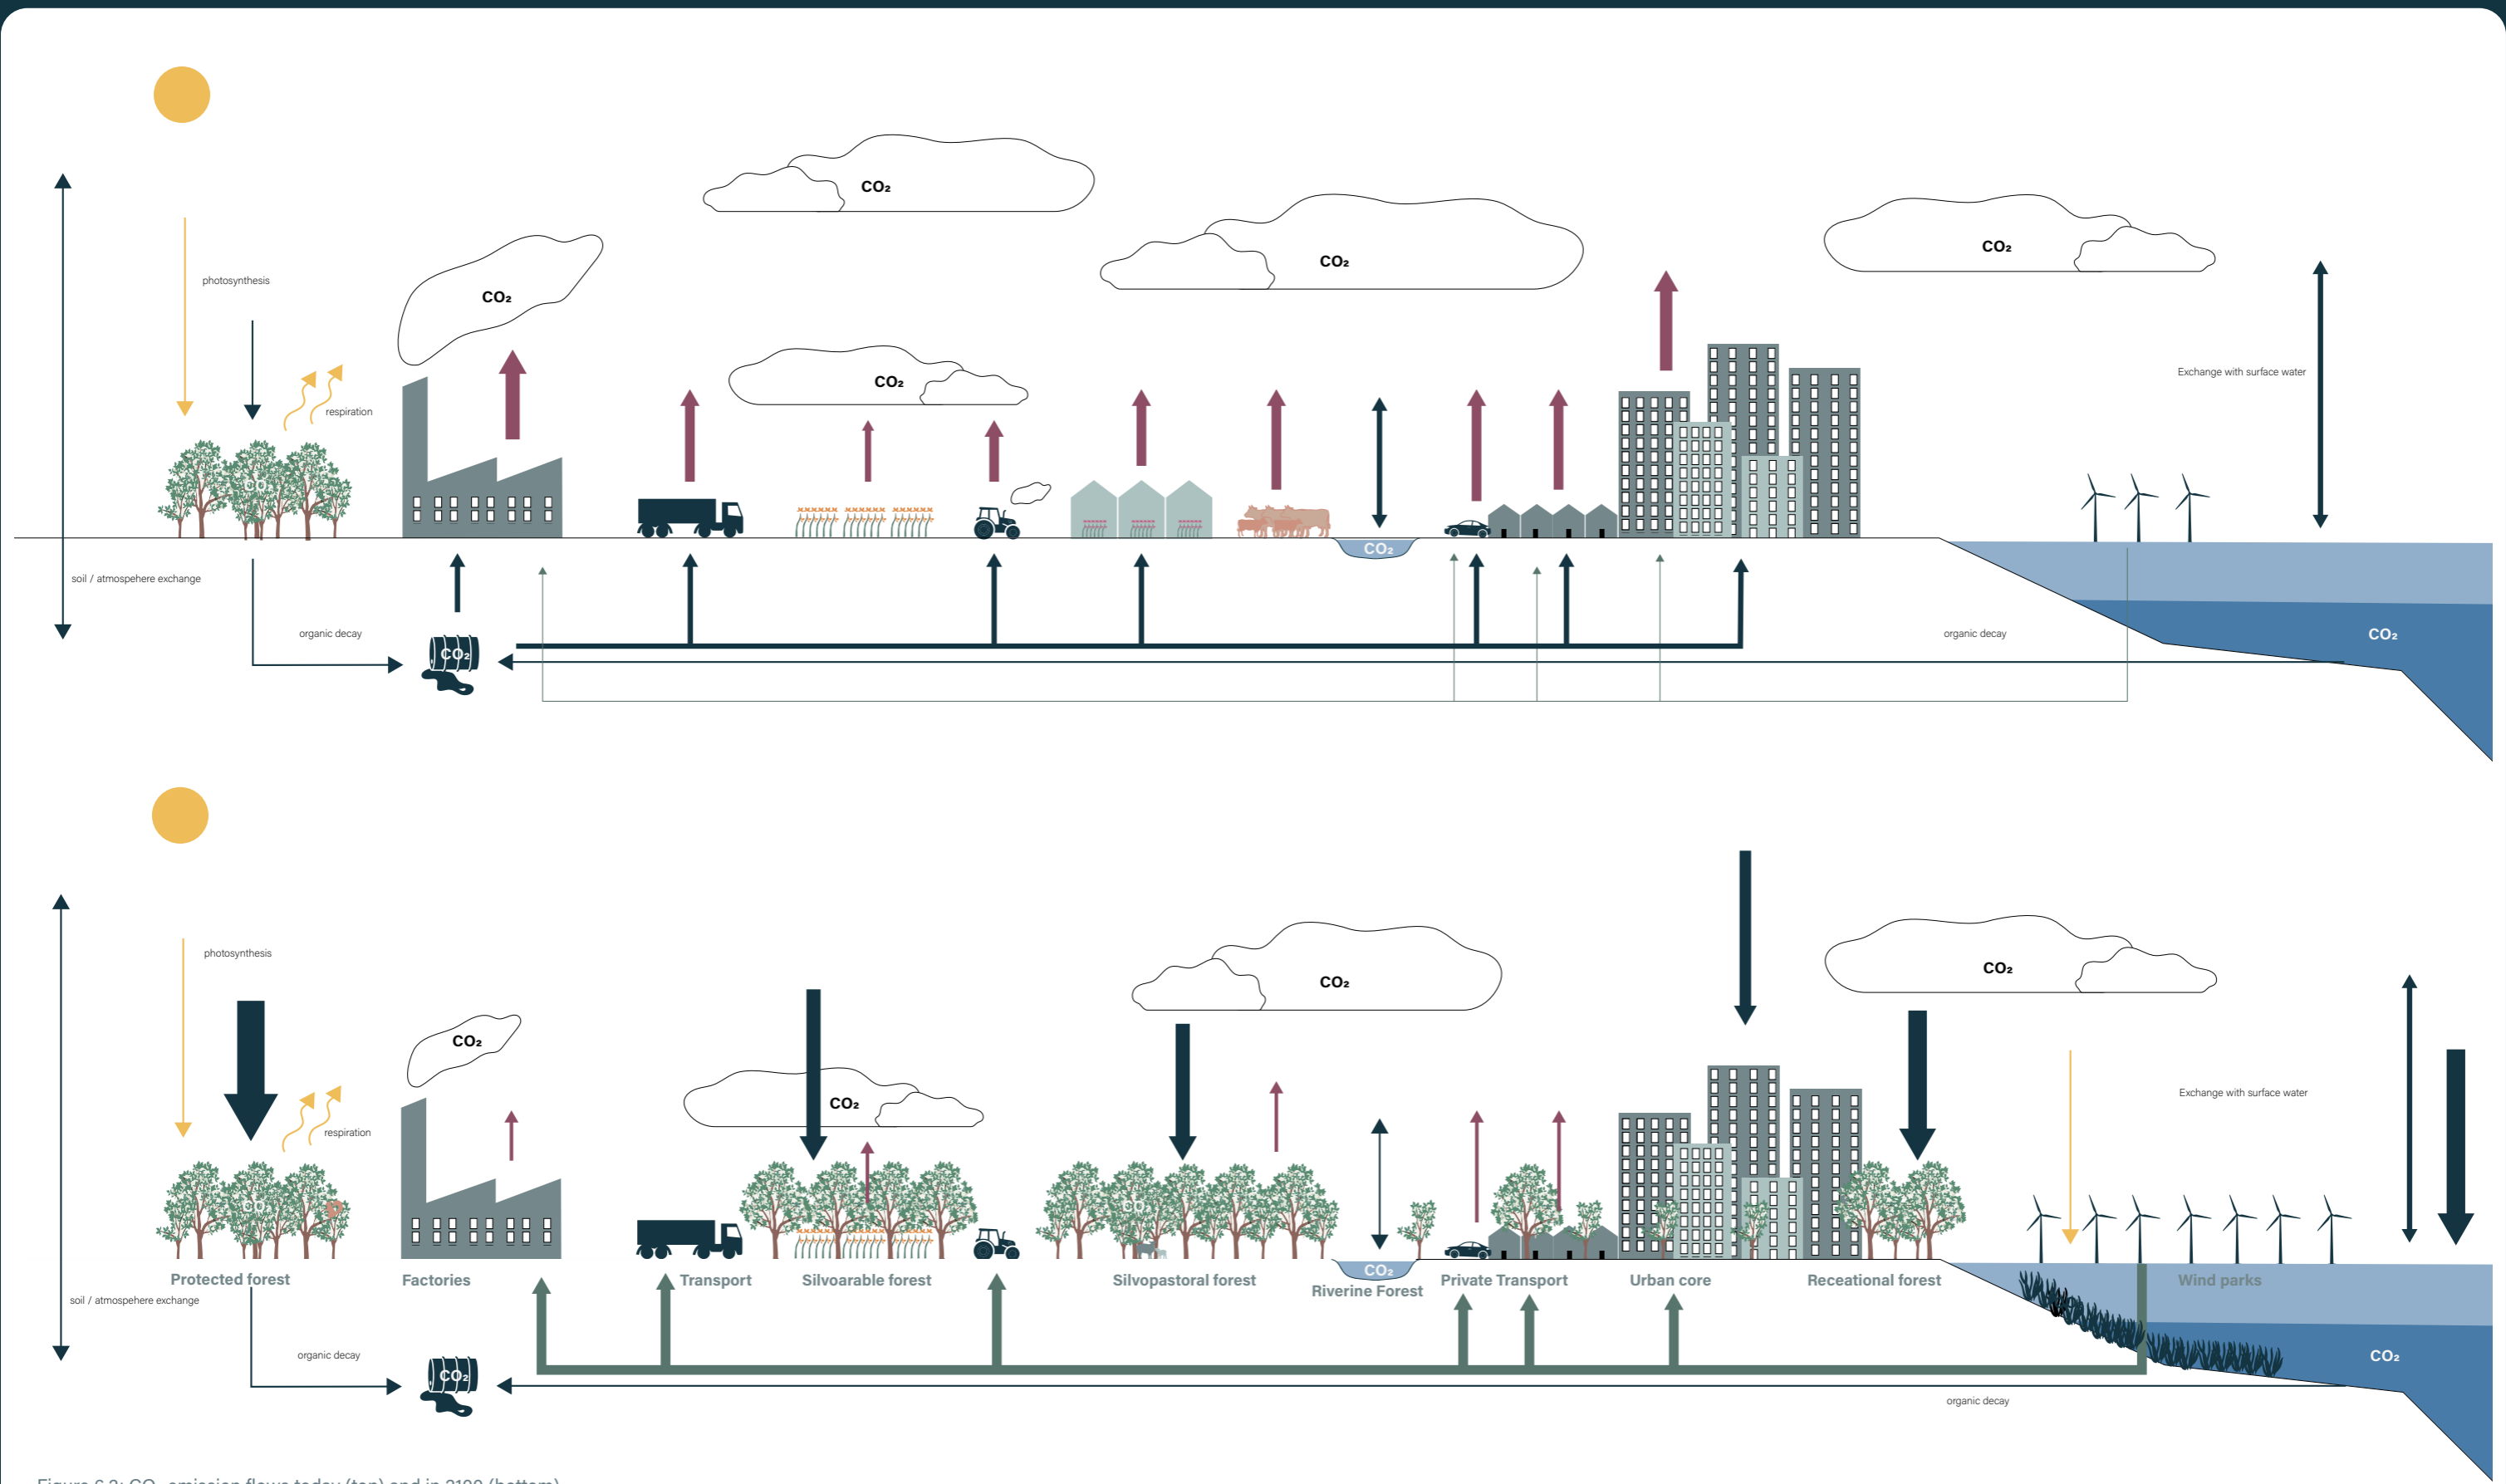 CO₂
CO₂
CO₂
CO₂
photosynthesis
Exchange with surface water
CO₂
respiration
CO₂
soil / atmospehere exchange
organic decay
organic decay
CO₂
CO₂
photosynthesis
CO₂
CO₂
CO₂
Exchange with surface water
CO₂
respiration
CO₂
Protected forest
Factories
Transport
Silvoarable forest
Silvopastoral forest
Riverine Forest
Private Transport
Urban core
Receational forest
Wind parks
soil / atmospehere exchange
organic decay
CO₂
CO₂
organic decay